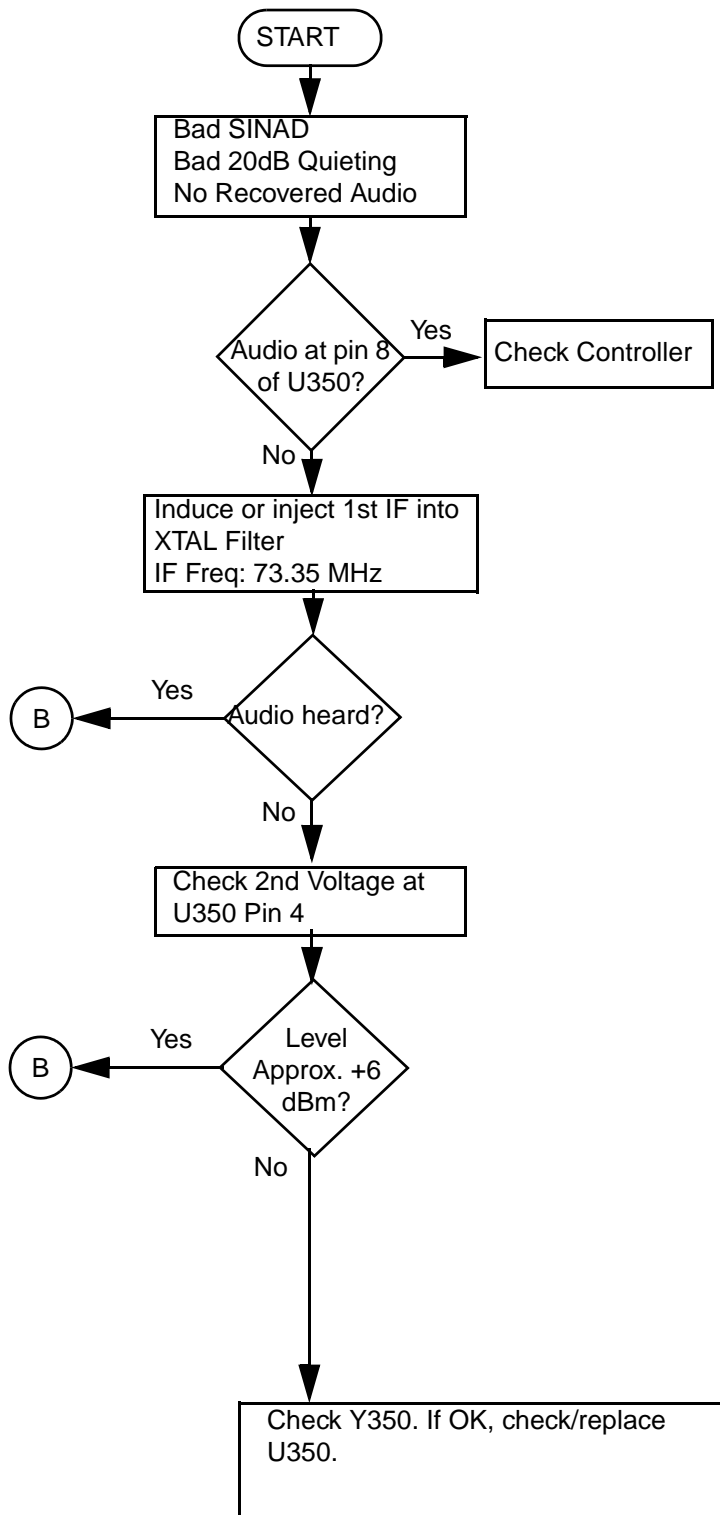 START
Bad SINAD
Bad 20dB Quieting
No Recovered Audio
Audio at pin 8
of U350?
Yes
Check Controller
No
Induce or inject 1st IF into
XTAL Filter
IF Freq: 73.35 MHz
Audio heard?
Yes
B
No
Check 2nd Voltage at
U350 Pin 4
Level
Approx. +6
dBm?
Yes
B
No
Check Y350. If OK, check/replace
U350.